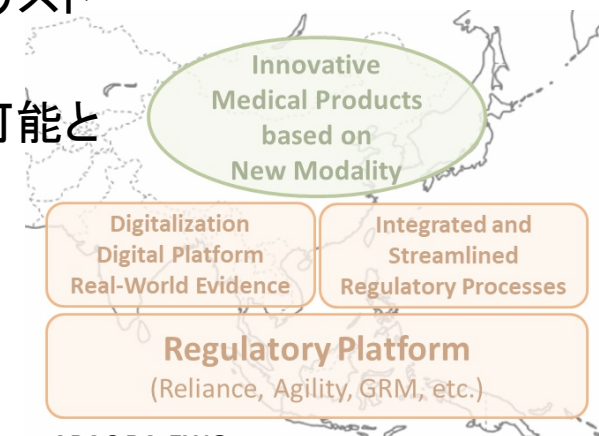 可能と
Innovative
Medical Products
based on
New Modality
Digitalization
Digital Platform
Real-World Evidence
Integrated and
Streamlined
Regulatory Processes
Regulatory Platform
(Reliance, Agility, GRM, etc.)